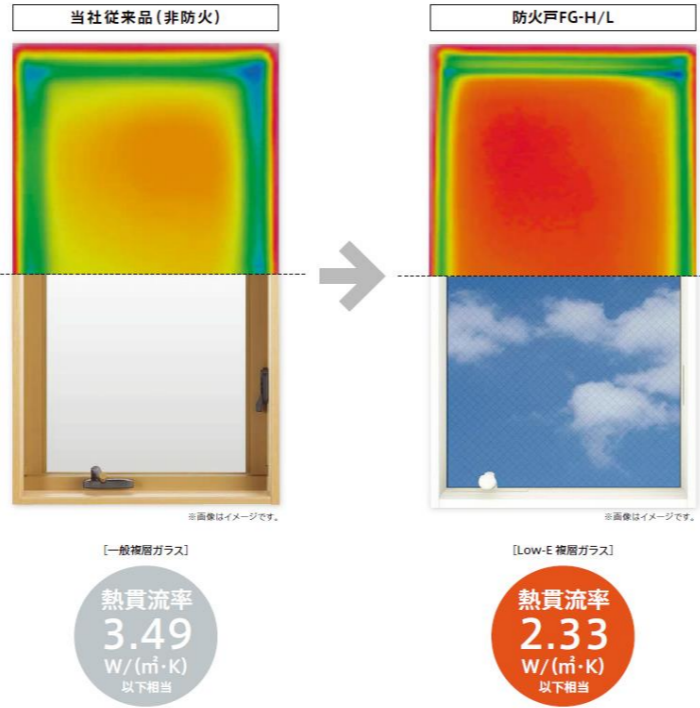 当社従来品(非防火)
防火戸FG-H/L
※画像はイメージです。
※画像はイメージです。
[一般複層ガラス]
[Low-E 複層ガラス]
熱貫流率
3.49
W/(㎡·K)
以下相当
熱貫流率
2.33
W/(㎡·K)
以下相当